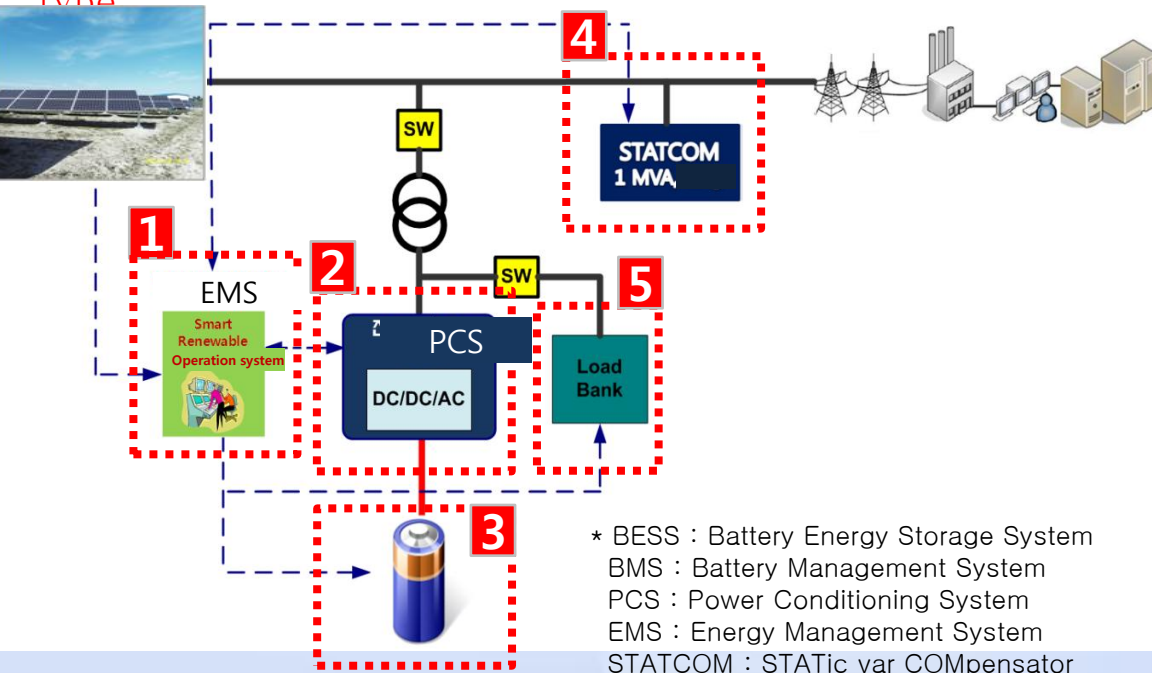 4
SW
STATCOM
1 MVA,
1
2
SW
5
EMS
Smart
Renewable
Operation system
PCS
DC/DC/AC
Load
Bank
3
* BESS : Battery Energy Storage System
BMS : Battery Management System
PCS : Power Conditioning System
EMS : Energy Management System
STATCOM : STATic var COMpensator